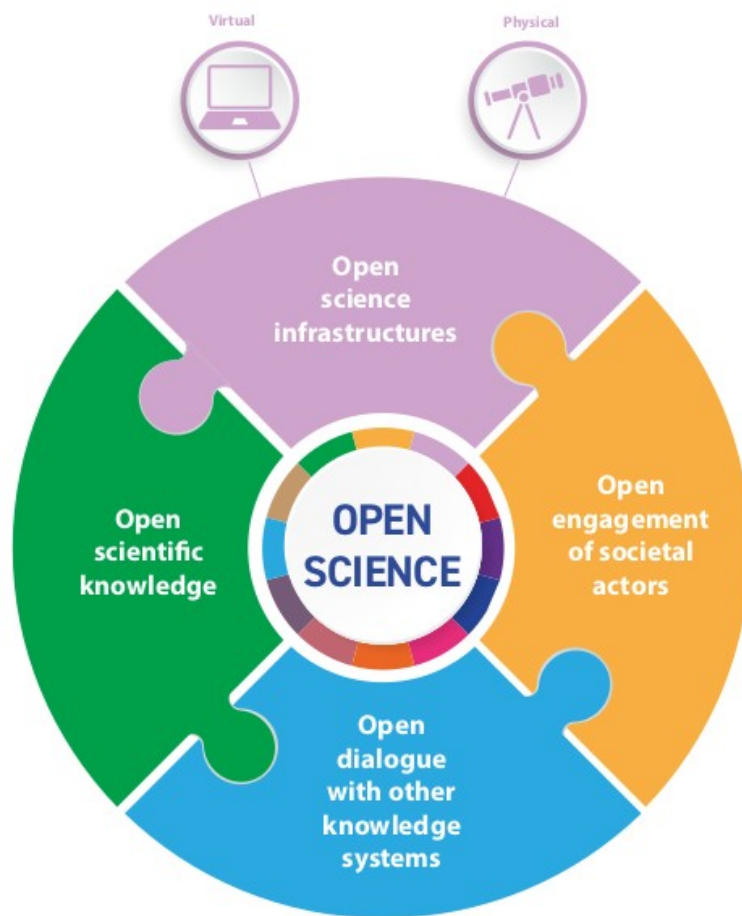 Virtual
Physical
Open
science
infrastructures
Open
scientific
knowledge
OPEN
SCIENCE
Open
engagement
of societal
actors
Open
dialogue
with other
knowledge
systems